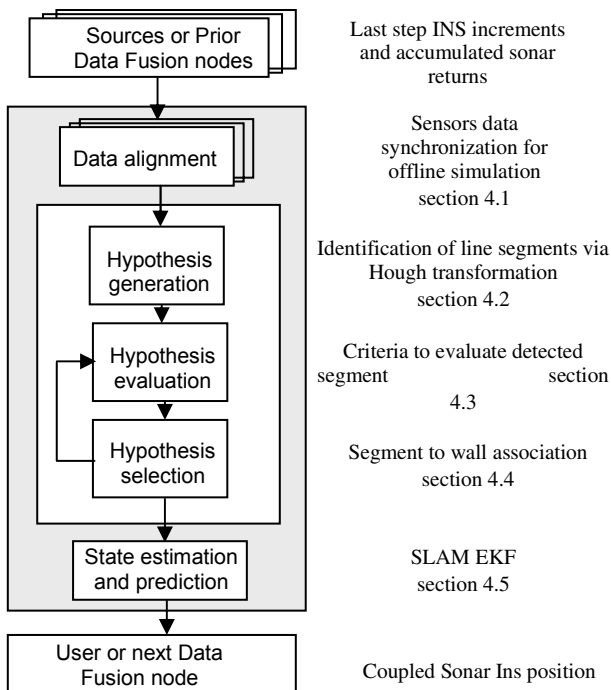 Sources or Prior
Data Fusion nodes
Last step INS increments
and accumulated sonar
returns
Data alignment
Sensors data
synchronization for
offline simulation
section 4.1
Hypothesis
generation
Identification of line segments via
Hough transformation
section 4.2
Hypothesis
evaluation
Criteria to evaluate detected
segment section
4.3
Hypothesis
selection
Segment to wall association
section 4.4
State estimation
and prediction
SLAM EKF
section 4.5
User or next Data
Fusion node
Coupled Sonar Ins position